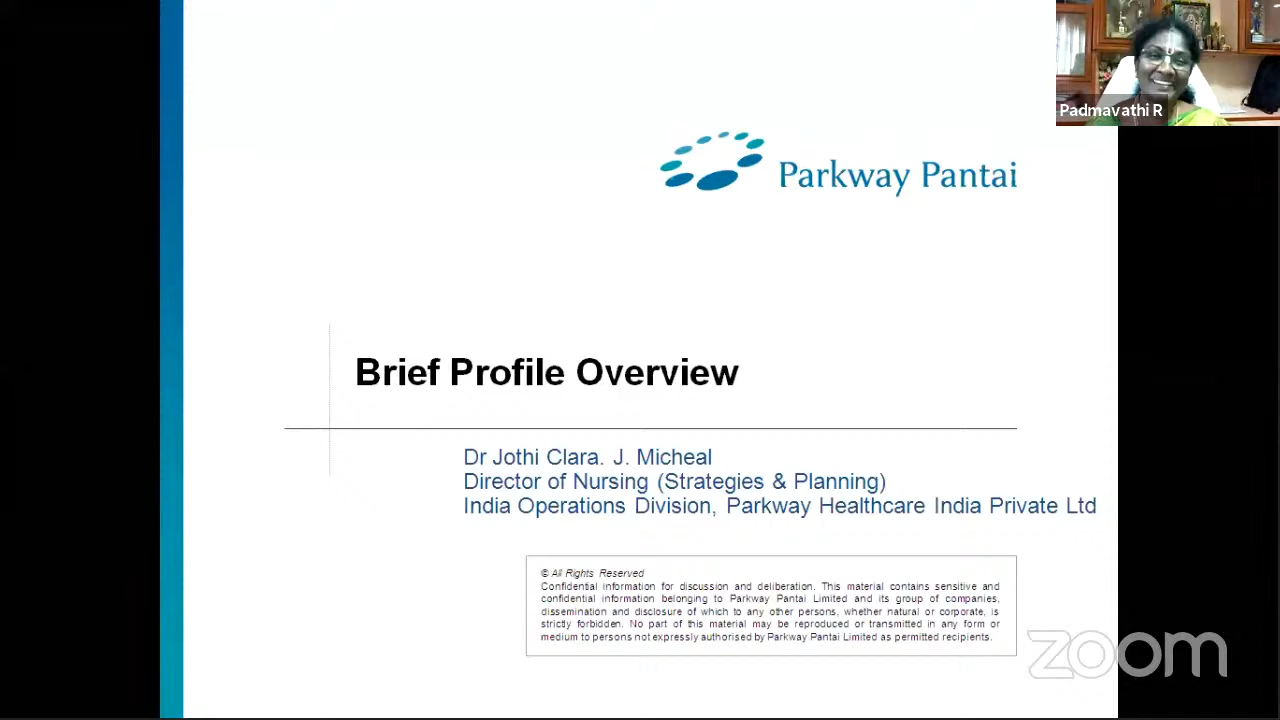 Padmavathi R
Parkway Pantai
Brief Profile Overview
Dr Jothi Clara. J. Micheal
Director of Nursing (Strategies & Planning)
India Operations Division, Parkway Healthcare India Private Ltd
© All Rights Reserved
Confidential information for discussion and deliberation. This material contains sensitive and
confidential information belonging to Parkway Pantai Limited and its group of companies,
dissemination and disclosure of which to any other persons, whether natural or corporate, is
strictly forbidden. No part of this material may be reproduced or transmitted in any form or
medium to persons not expressly authorised by Parkway Pantai Limited as permitted recipients.
zoom